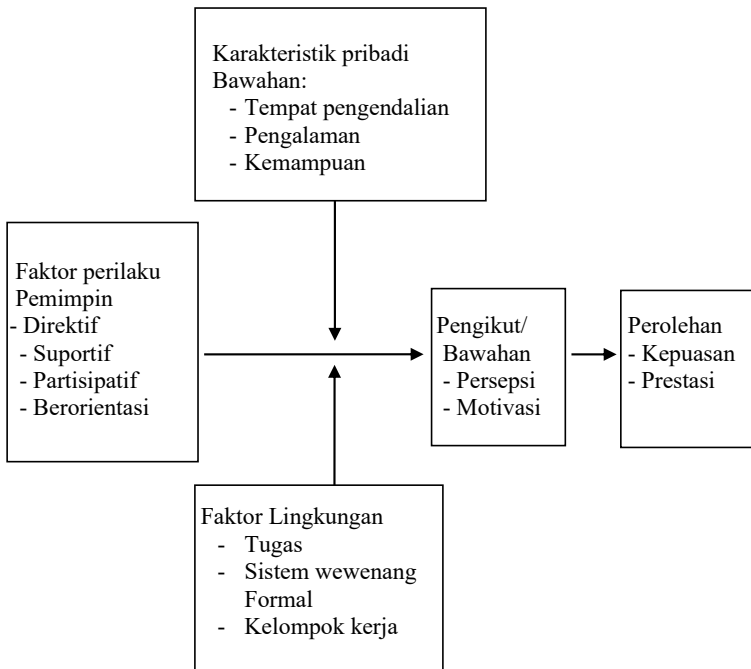 Karakteristik pribadi
Bawahan:
- Tempat pengendalian
- Pengalaman
- Kemampuan
Faktor perilaku
Pemimpin
- Direktif
- Suportif
- Partisipatif
- Berorientasi
Pengikut/
Bawahan
- Persepsi
- Motivasi
Perolehan
- Kepuasan
- Prestasi
Faktor Lingkungan
- Tugas
- Sistem wewenang
Formal
- Kelompok kerja